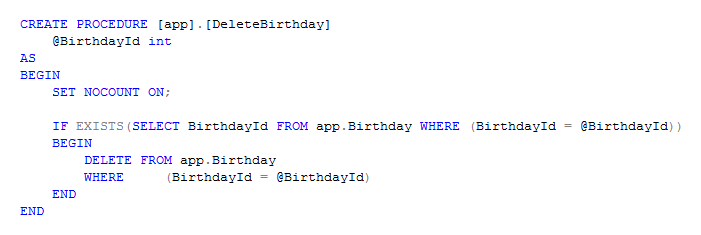 CREATE PROCEDURE [app].[DeleteBirthday]
    @BirthdayId int
AS
BEGIN
    SET NOCOUNT ON;

    IF EXISTS(SELECT BirthdayId FROM app.Birthday WHERE (BirthdayId = @BirthdayId))
    BEGIN
        DELETE FROM app.Birthday
        WHERE     (BirthdayId = @BirthdayId)
    END
END